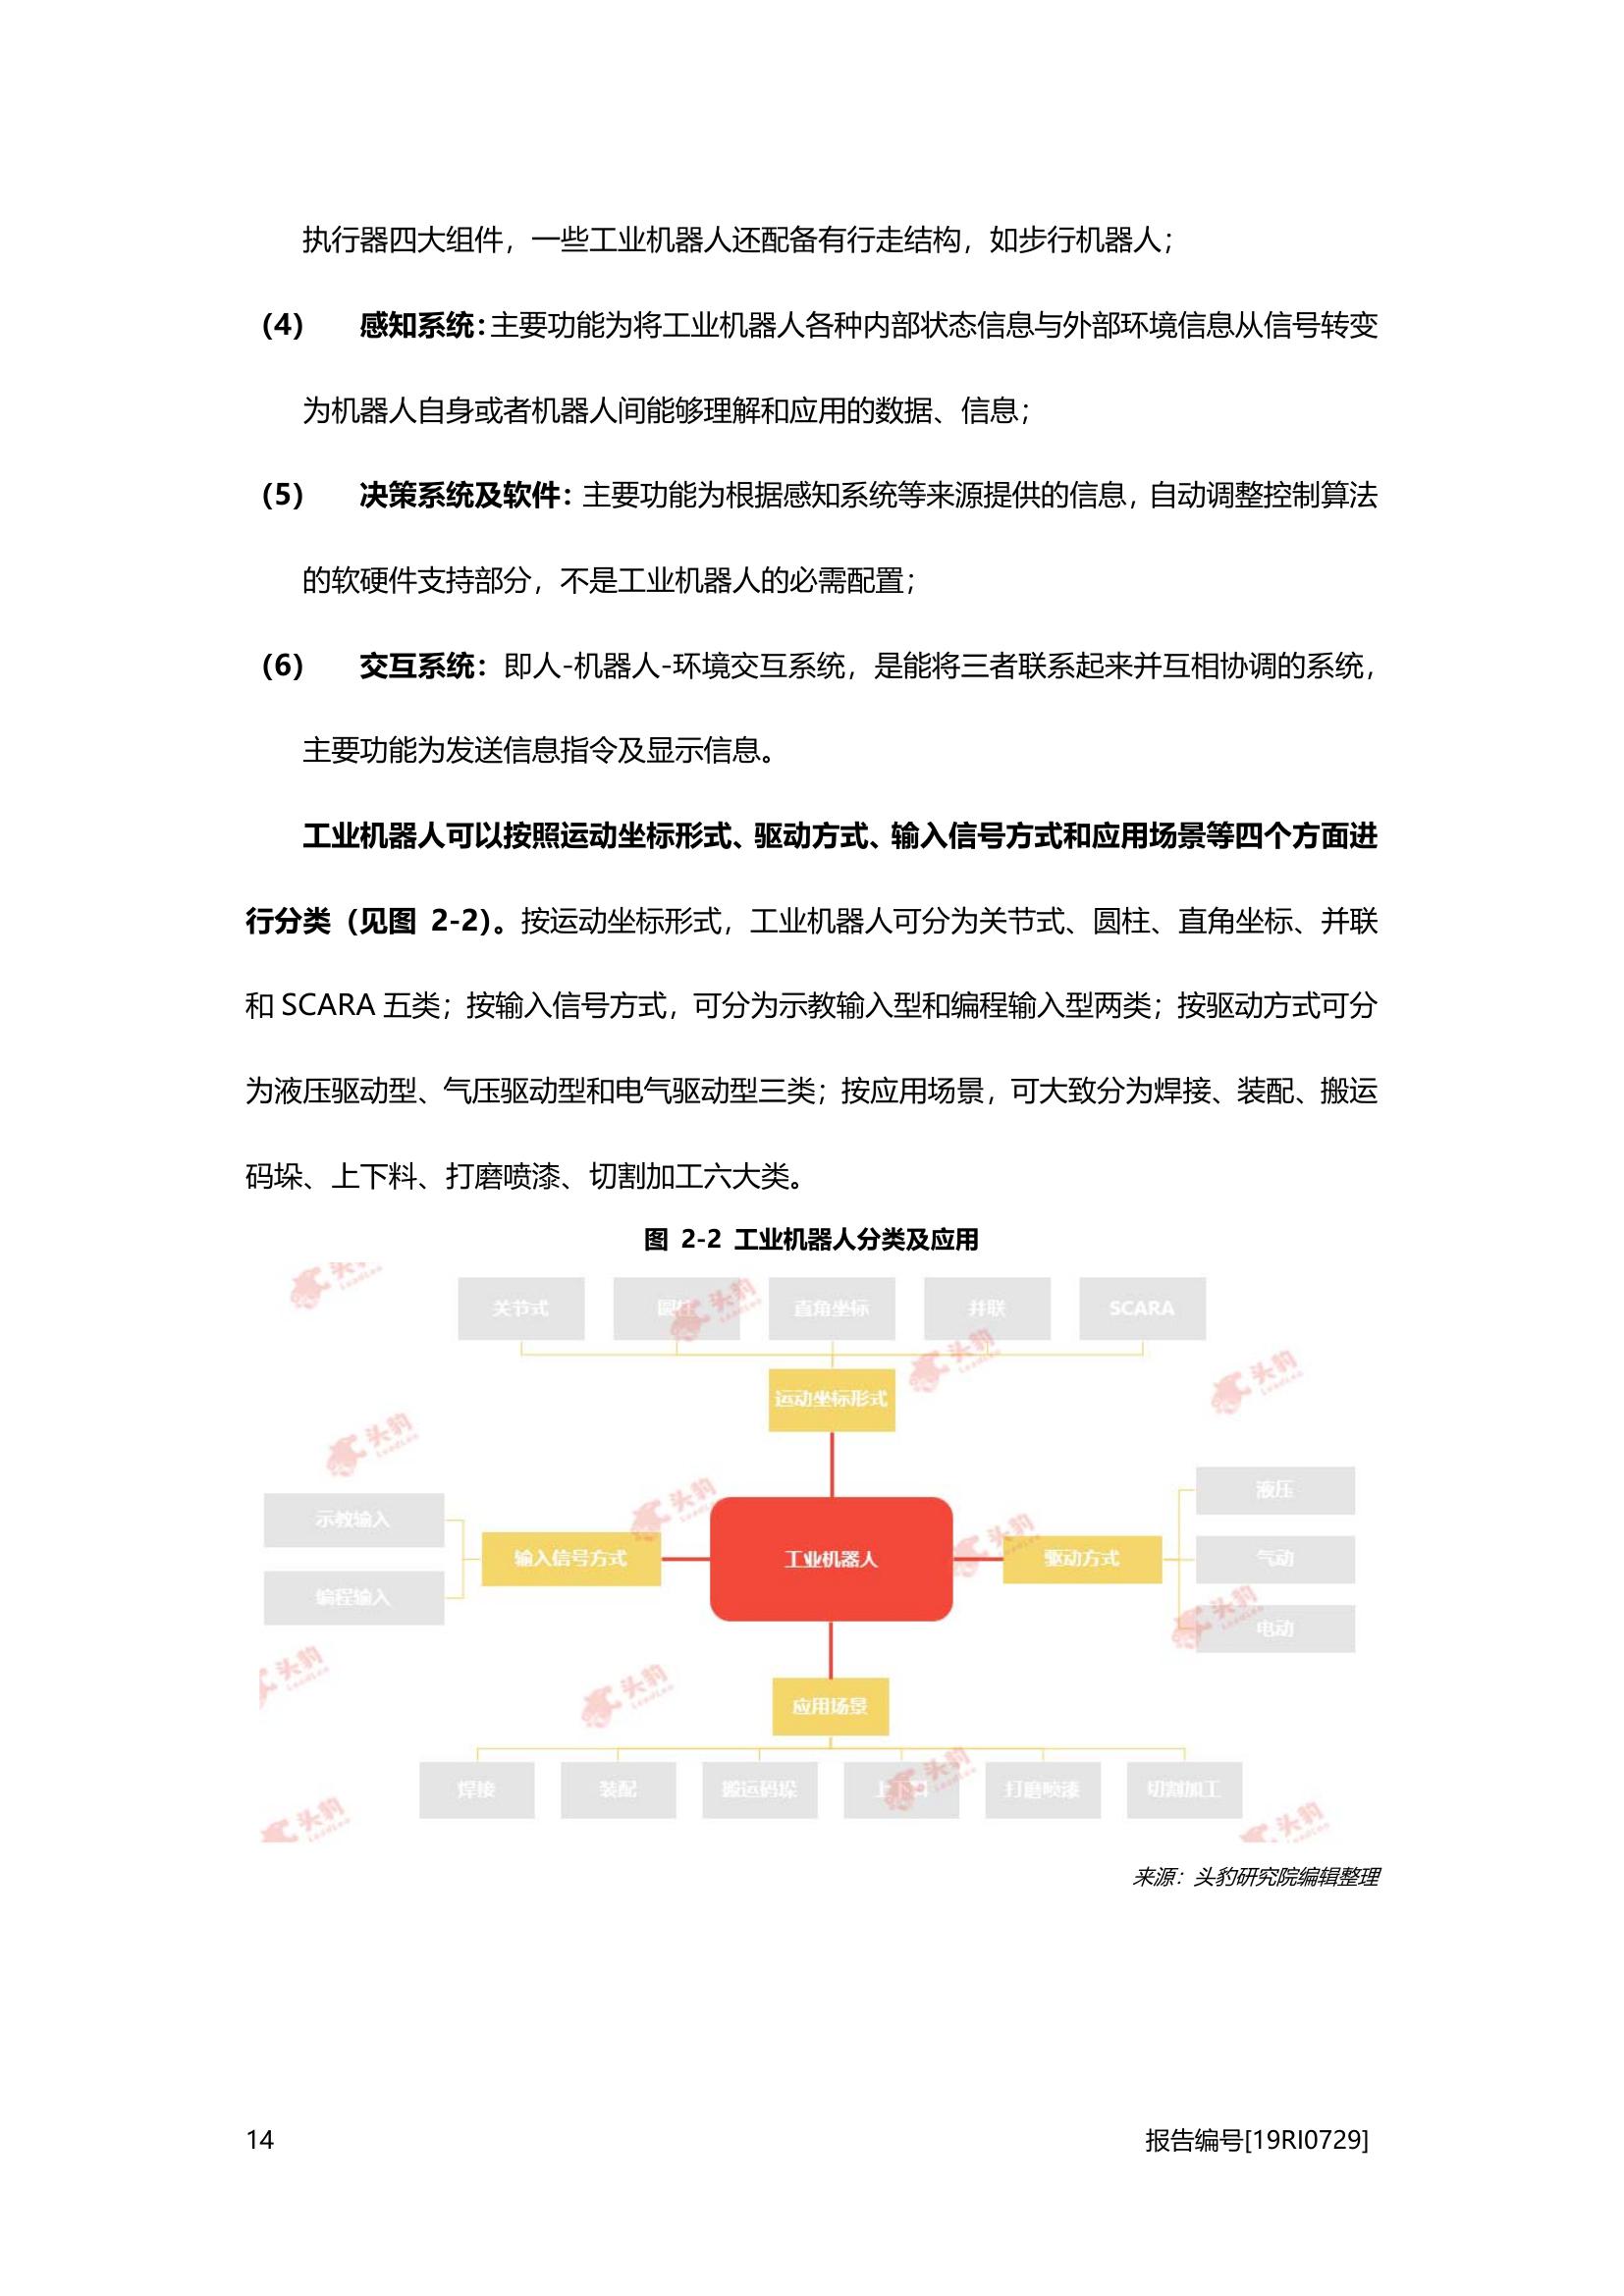 执行器四大组件，一些工业机器人还配备有行走结构，如步行机器人；
（4） 感知系统：主要功能为将工业机器人各种内部状态信息与外部环境信息从信号转变
为机器人自身或者机器人间能够理解和应用的数据、信息；
（5） 决策系统及软件：主要功能为根据感知系统等来源提供的信息，自动调整控制算法
的软硬件支持部分，不是工业机器人的必需配置；
（6） 交互系统：即人-机器人-环境交互系统，是能将三者联系起来并互相协调的系统，
主要功能为发送信息指令及显示信息。
工业机器人可以按照运动坐标形式、驱动方式、输入信号方式和应用场景等四个方面进
行分类（见图 2-2）。按运动坐标形式，工业机器人可分为关节式、圆柱、直角坐标、并联
和 SCARA 五类；按输入信号方式，可分为示教输入型和编程输入型两类；按驱动方式可分
为液压驱动型、气压驱动型和电气驱动型三类；按应用场景，可大致分为焊接、装配、搬运
码垛、上下料、打磨喷漆、切割加工六大类。
图 2-2 工业机器人分类及应用
关节式 圆柱 直角坐标 并联 SCARA
运动坐标形式
液压
示教输入
输入信号方式 工业机器人 驱动方式 气动
编程输入
电动
应用场景
焊接 装配 搬运码垛 上下料 打磨喷漆 切割加工
头豹 LeadLeo
来源：头豹研究院编辑整理
14 报告编号[19RI0729]